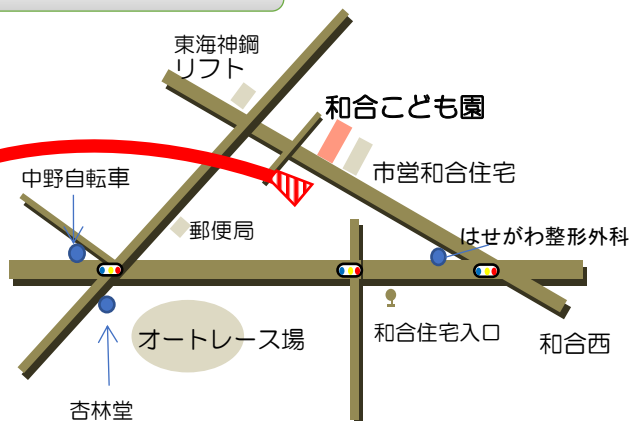 東海神鋼
リフト
和合こども園
中野自転車
市営和合住宅
郵便局
はせがわ整形外科
オートレース場
和合住宅入口
和合西
杏林堂